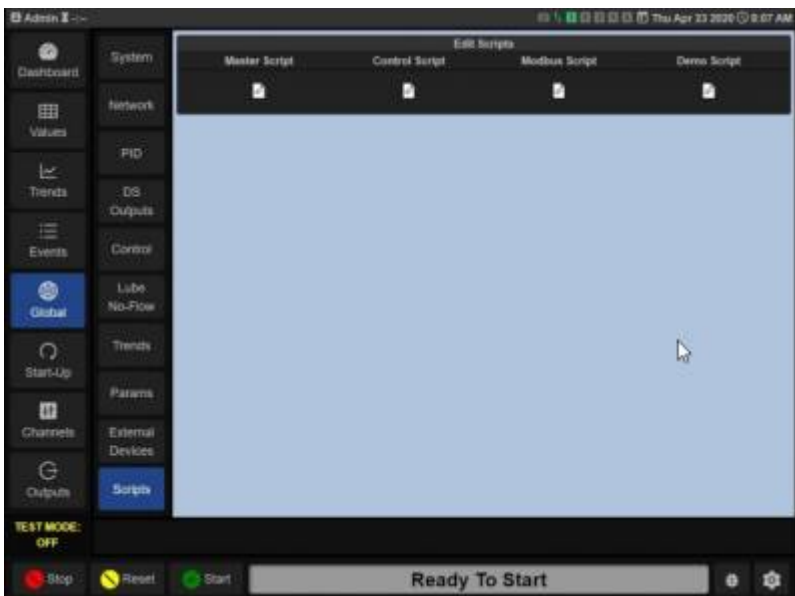 Admin
Thu Apr 23 2020 8:07 AM
Dashboard
Values
Trends
Events
Global
Start-Up
Channels
Outputs
TEST MODE:
OFF
System
Network
PID
DS
Outputs
Control
Lube
No-Flow
Trends
Params
External
Devices
Scripts
Edit Scripts
Master Script Control Script Modbus Script Demo Script
Stop Reset Start Ready To Start